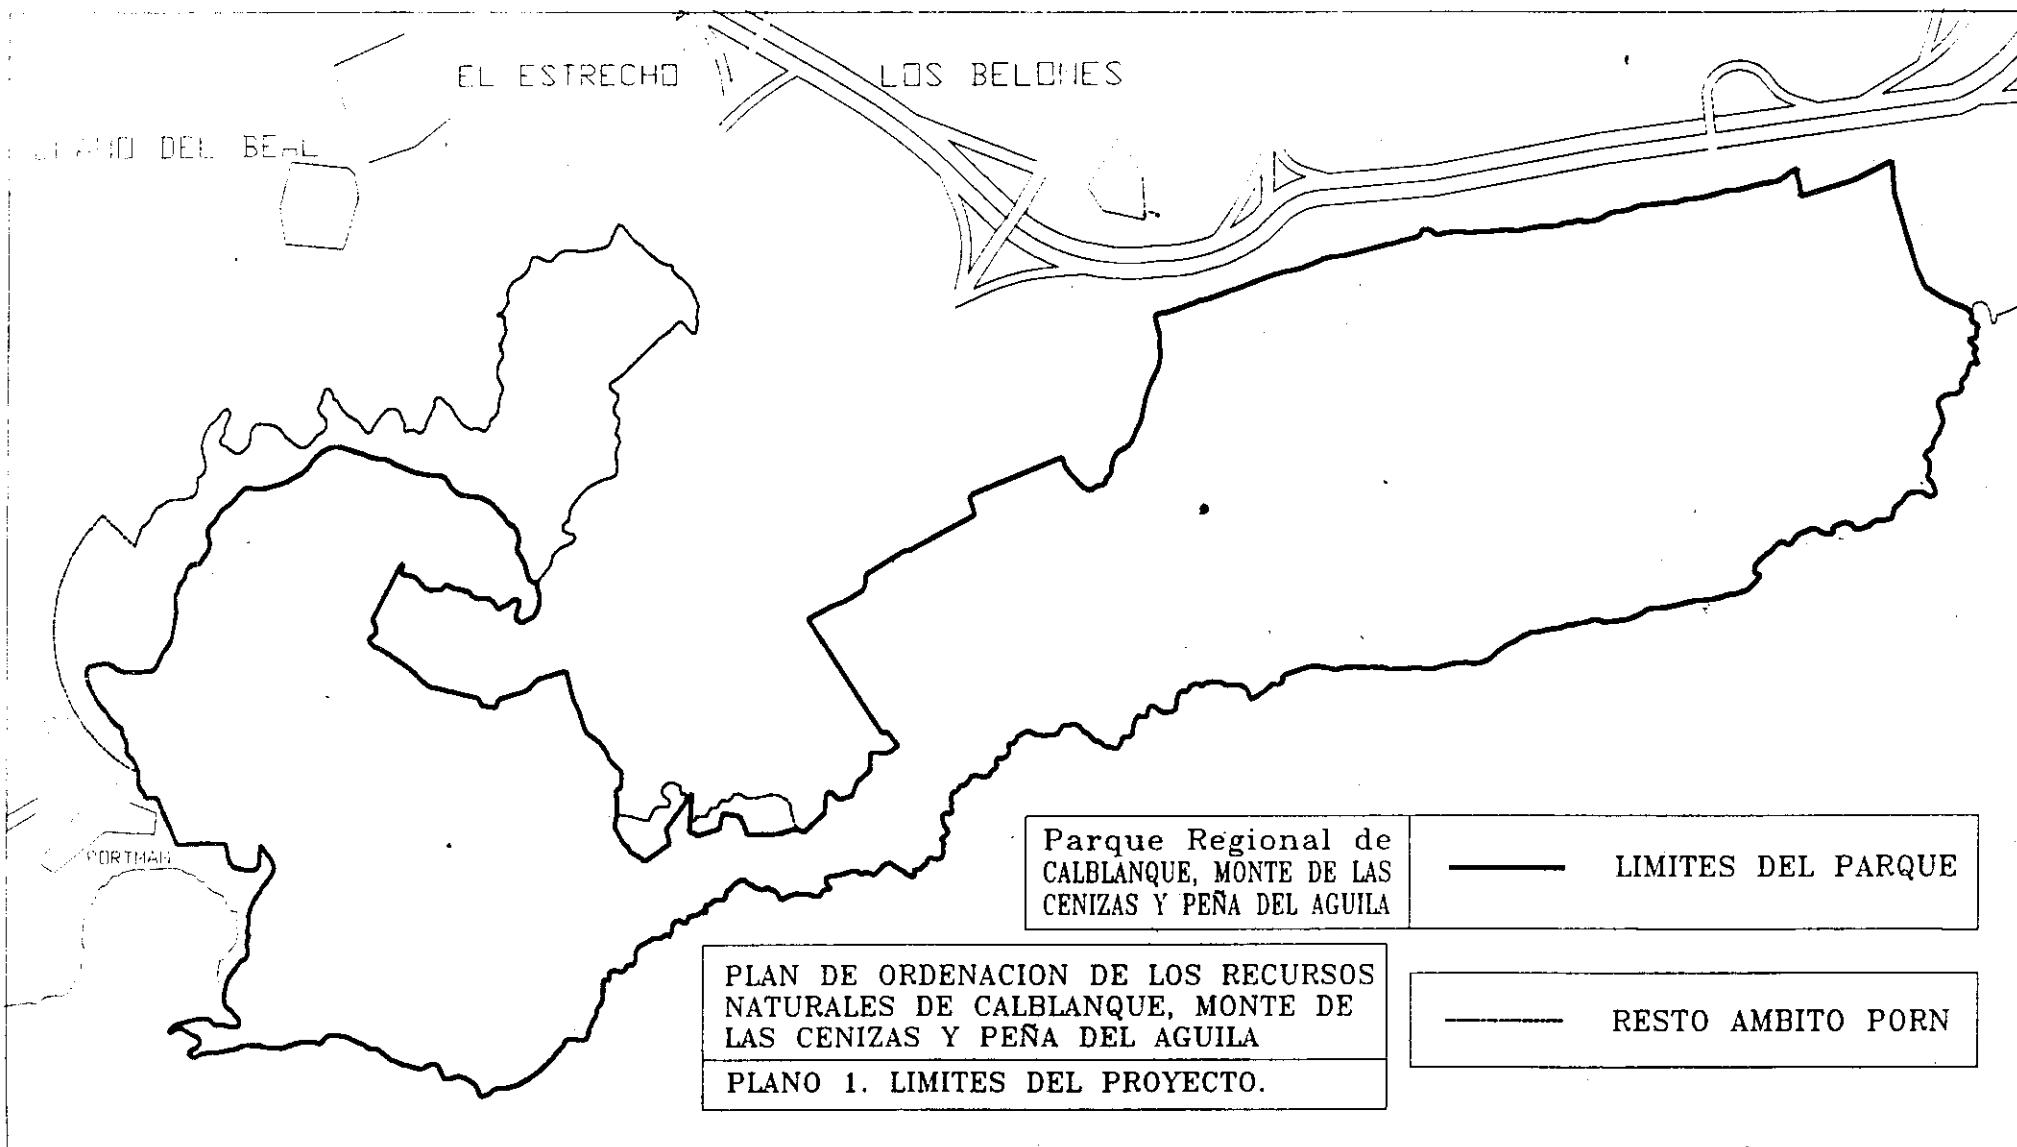 EL ESTRECHO
LOS BELONES
DEL BEAL
PORTMAN
Parque Regional de
CALBLANQUE, MONTE DE LAS
CENIZAS Y PEÑA DEL AGUILA
LIMITES DEL PARQUE
PLAN DE ORDENACION DE LOS RECURSOS
NATURALES DE CALBLANQUE, MONTE DE
LAS CENIZAS Y PEÑA DEL AGUILA
PLANO 1. LIMITES DEL PROYECTO.
RESTO AMBITO PORN